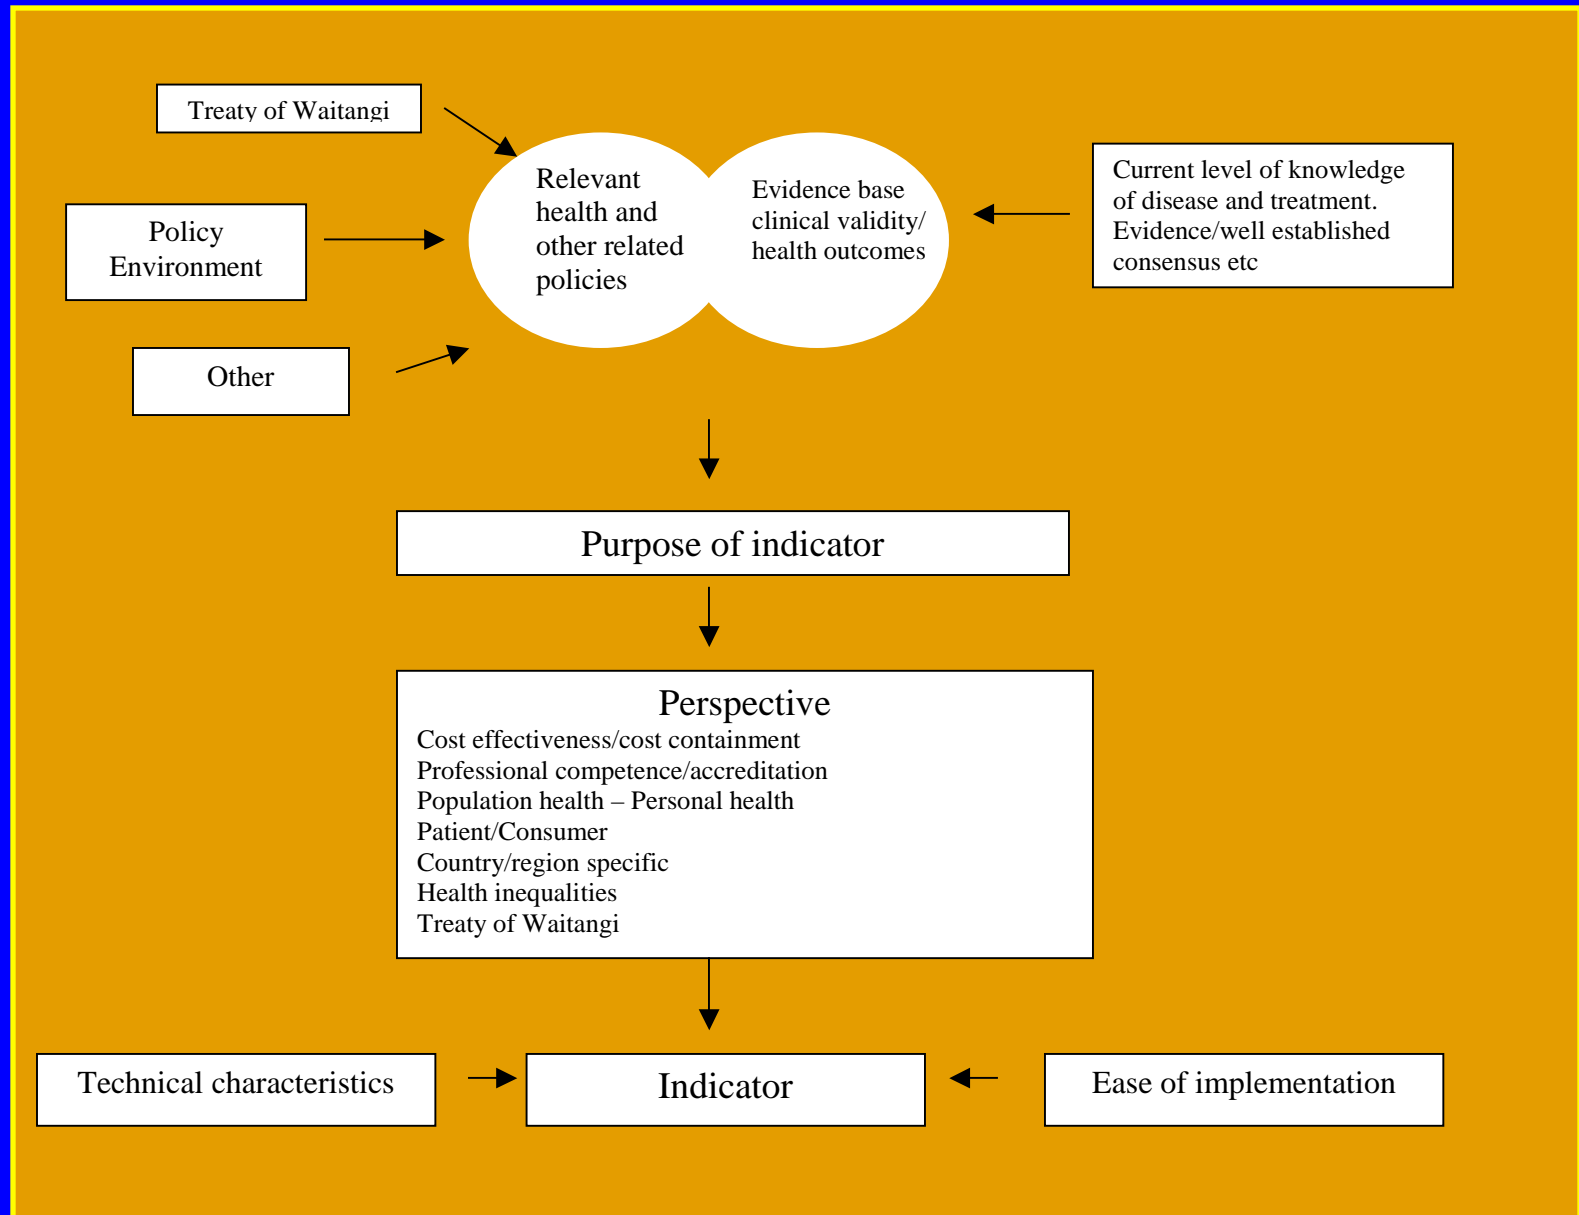 Treaty of Waitangi
Relevant
health and
other related
policies
Evidence base
clinical validity/
health outcomes
Current level of knowledge
of disease and treatment.
Evidence/well established
consensus etc
Policy
Environment
Other
Purpose of indicator
Perspective
Cost effectiveness/cost containment
Professional competence/accreditation
Population health – Personal health
Patient/Consumer
Country/region specific
Health inequalities
Treaty of Waitangi
Technical characteristics
Indicator
Ease of implementation